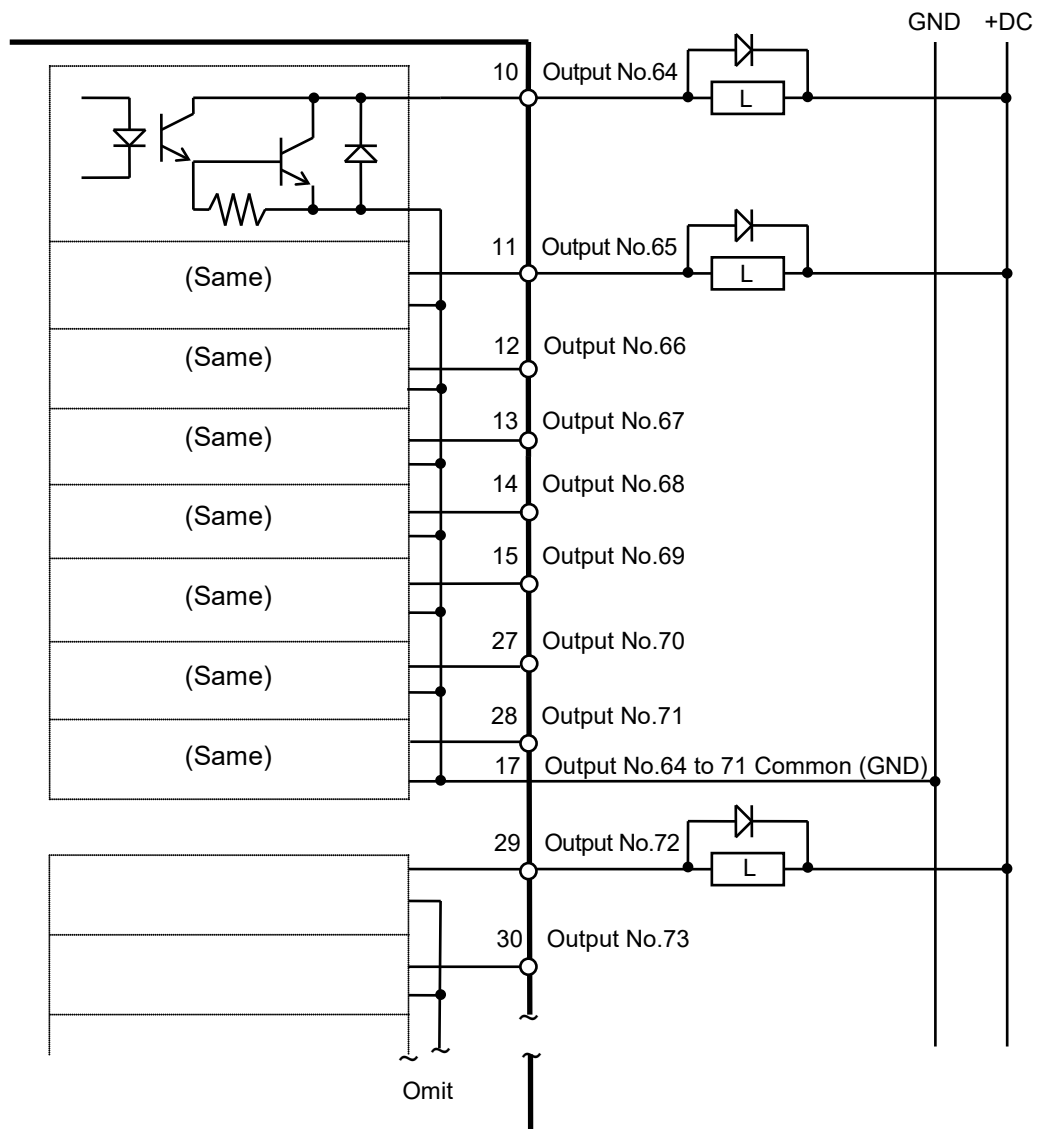 GND +DC
10 Output No.64
L
11 Output No.65
L
(Same)
12 Output No.66
(Same)
13 Output No.67
(Same)
14 Output No.68
(Same)
15 Output No.69
(Same)
27 Output No.70
(Same)
28 Output No.71
(Same)
17 Output No.64 to 71 Common (GND)
29 Output No.72
L
30 Output No.73
Omit